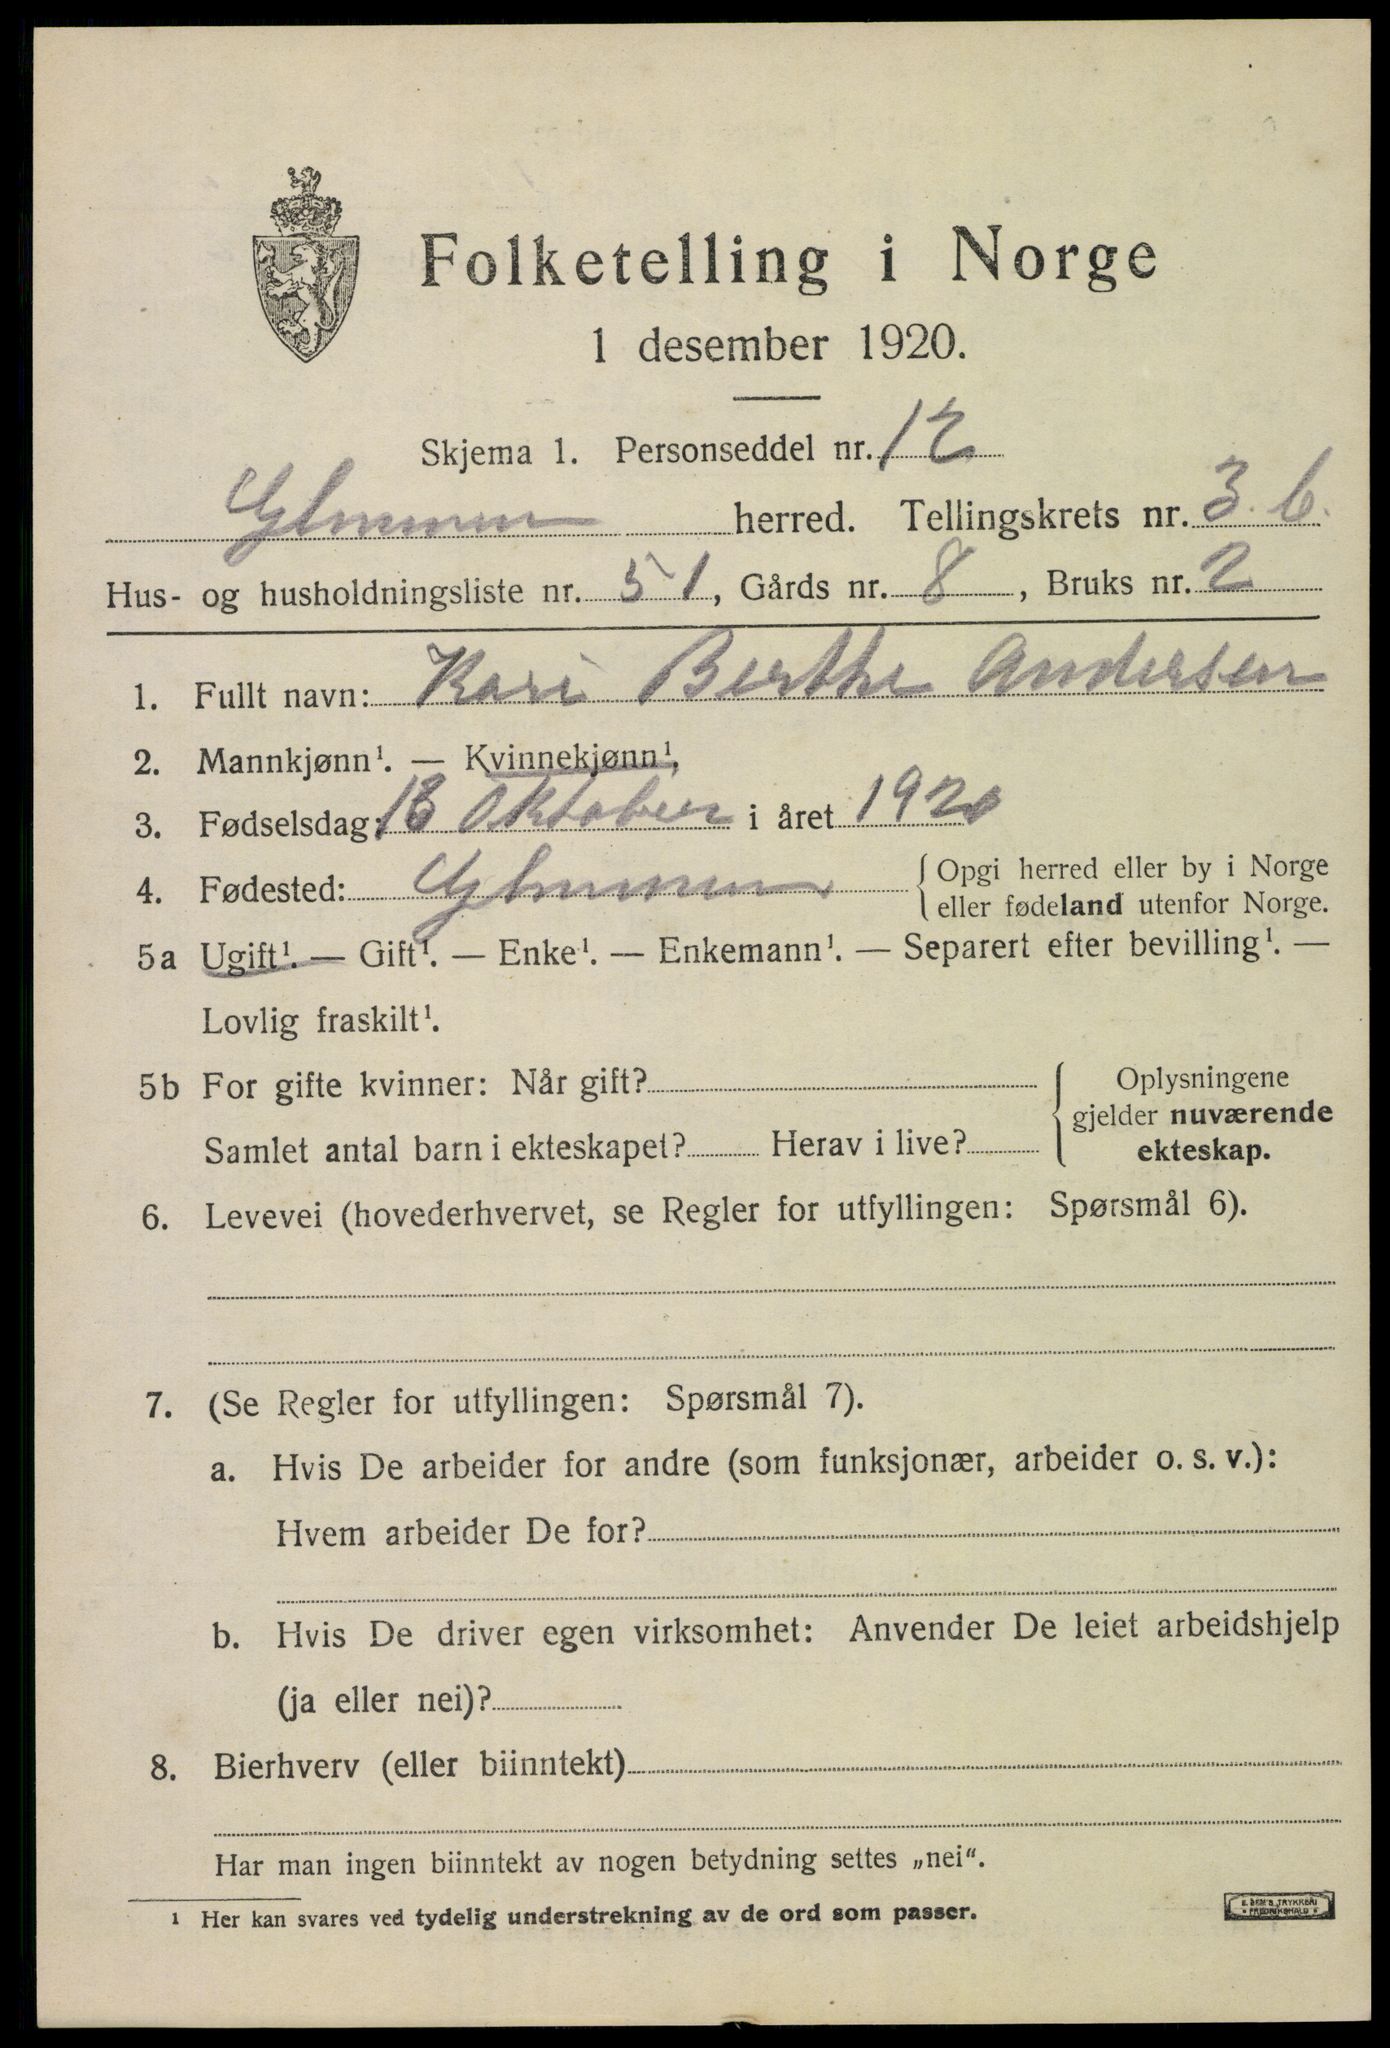 Folketelling i Norge
1 desember 1920.
Skjema 1. Personseddel nr. 12
Glemmen herred. Tellingskrets nr. 3. b.
Hus- og husholdningsliste nr. 51, Gårds nr. 8, Bruks nr. 2
1. Fullt navn: Kari Berthe Andersen
2. Mannkjønn¹. — Kvinnekjønn¹.
3. Fødselsdag: 18 Oktober i året 1920
4. Fødested: Glemmen { Opgi herred eller by i Norge
eller fødeland utenfor Norge.
5a Ugift¹. — Gift¹. — Enke¹. — Enkemann¹. — Separert efter bevilling¹. —
Lovlig fraskilt¹.
5b For gifte kvinner: Når gift? { Oplysningene
gjelder nuværende
Samlet antal barn i ekteskapet? Herav i live? ekteskap.
6. Levevei (hovederhvervet, se Regler for utfyllingen: Spørsmål 6).
7. (Se Regler for utfyllingen: Spørsmål 7).
a. Hvis De arbeider for andre (som funksjonær, arbeider o. s. v.):
Hvem arbeider De for?
b. Hvis De driver egen virksomhet: Anvender De leiet arbeidshjelp
(ja eller nei)?
8. Bierhverv (eller biinntekt)
Har man ingen biinntekt av nogen betydning settes „nei“.
¹ Her kan svares ved tydelig understrekning av de ord som passer.
E. SEM'S TRYKKERI
FREDRIKSHALD